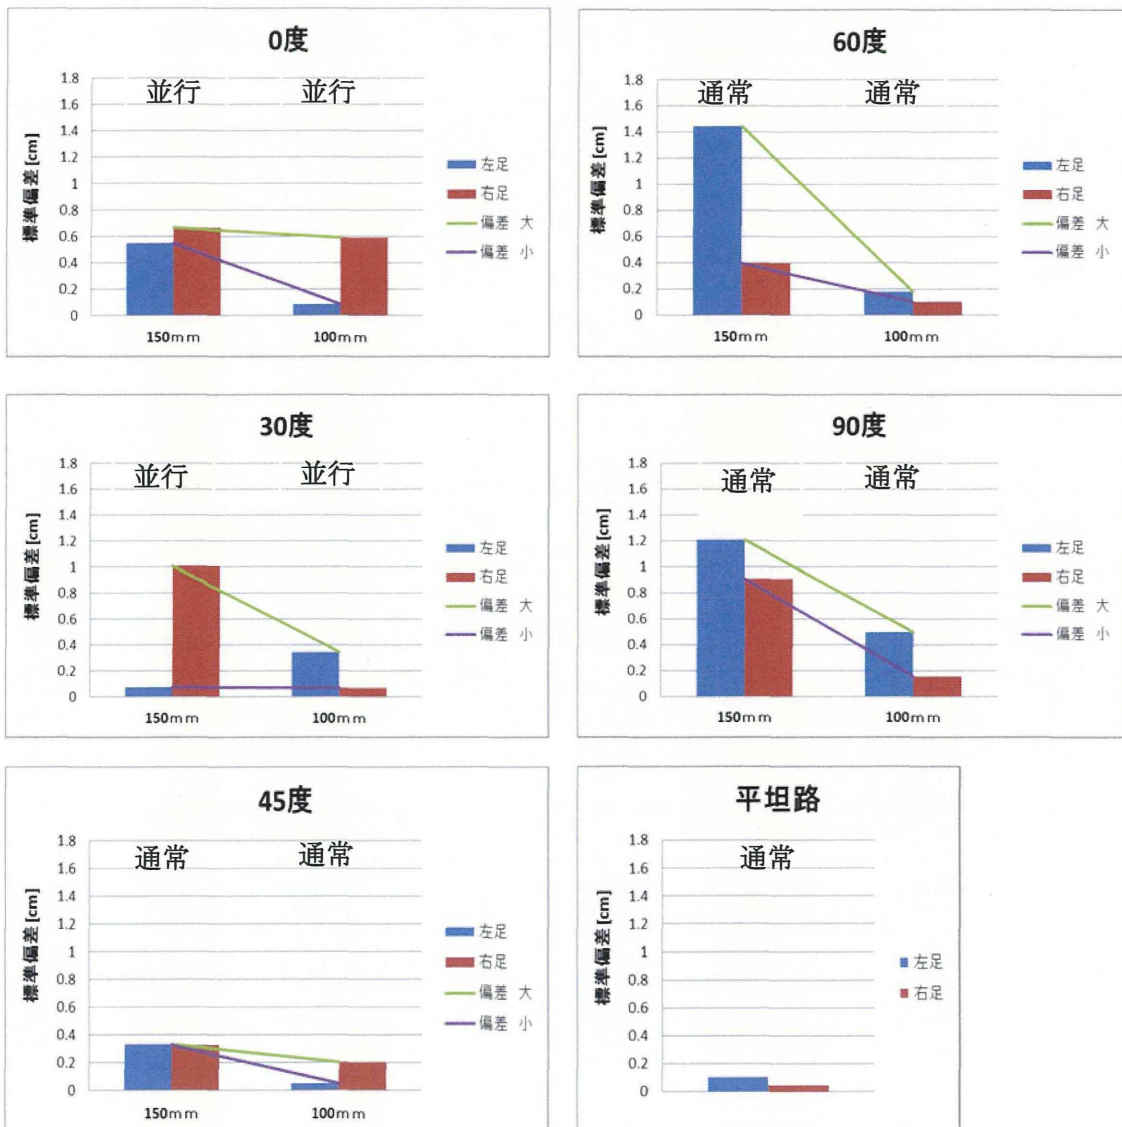 0度
並行 並行
標準偏差[cm]
1.8
1.6
1.4
1.2
1
0.8
0.6
0.4
0.2
0
150mm 100mm
左足
右足
偏差 大
偏差 小
60度
通常 通常
標準偏差[cm]
1.8
1.6
1.4
1.2
1
0.8
0.6
0.4
0.2
0
150mm 100mm
左足
右足
偏差 大
偏差 小
30度
並行 並行
標準偏差[cm]
1.8
1.6
1.4
1.2
1
0.8
0.6
0.4
0.2
0
150mm 100mm
左足
右足
偏差 大
偏差 小
90度
通常 通常
標準偏差[cm]
1.8
1.6
1.4
1.2
1
0.8
0.6
0.4
0.2
0
150mm 100mm
左足
右足
偏差 大
偏差 小
45度
通常 通常
標準偏差[cm]
1.8
1.6
1.4
1.2
1
0.8
0.6
0.4
0.2
0
150mm 100mm
左足
右足
偏差 大
偏差 小
平坦路
通常
標準偏差[cm]
1.8
1.6
1.4
1.2
1
0.8
0.6
0.4
0.2
0
左足
右足